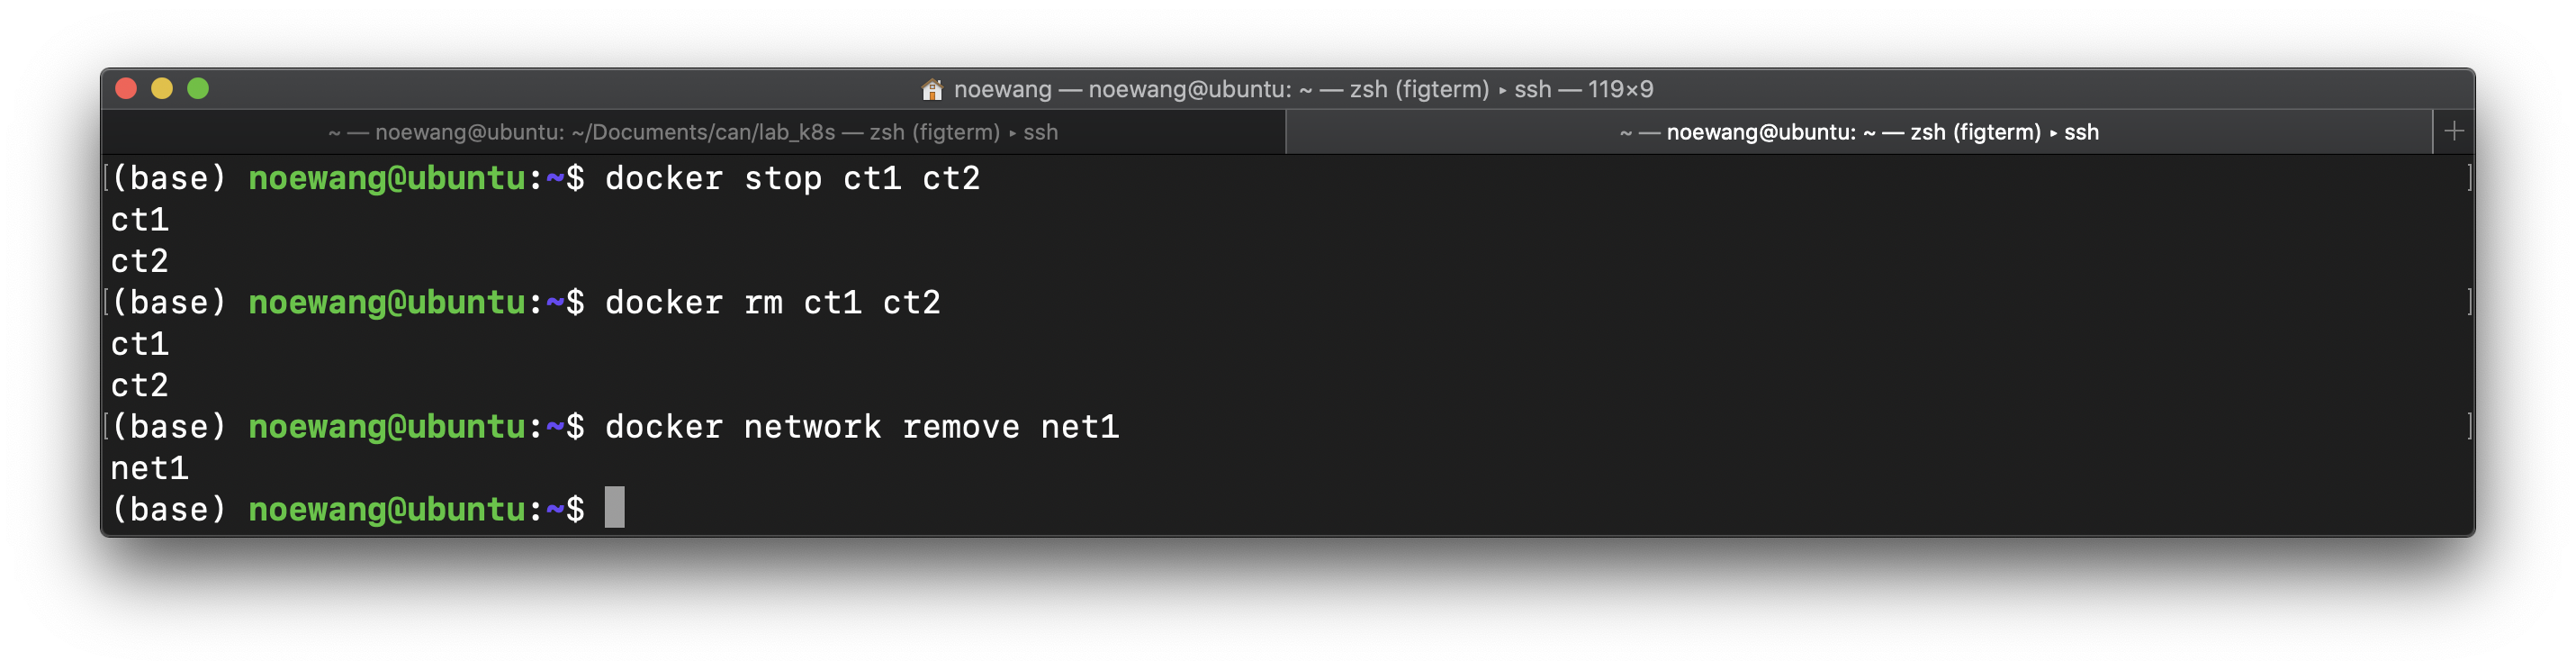 noewang — noewang@ubuntu: ~ — zsh (figterm) ▸ ssh — 119×9
~ — noewang@ubuntu: ~/Documents/can/lab_k8s — zsh (figterm) ▸ ssh
~ — noewang@ubuntu: ~ — zsh (figterm) ▸ ssh
[(base) noewang@ubuntu:~$ docker stop ct1 ct2 ]
ct1
ct2
[(base) noewang@ubuntu:~$ docker rm ct1 ct2 ]
ct1
ct2
[(base) noewang@ubuntu:~$ docker network remove net1 ]
net1
(base) noewang@ubuntu:~$